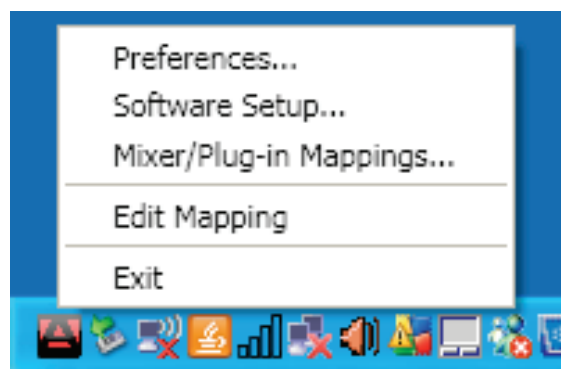 Preferences...
Software Setup...
Mixer/Plug-in Mappings...
Edit Mapping
Exit